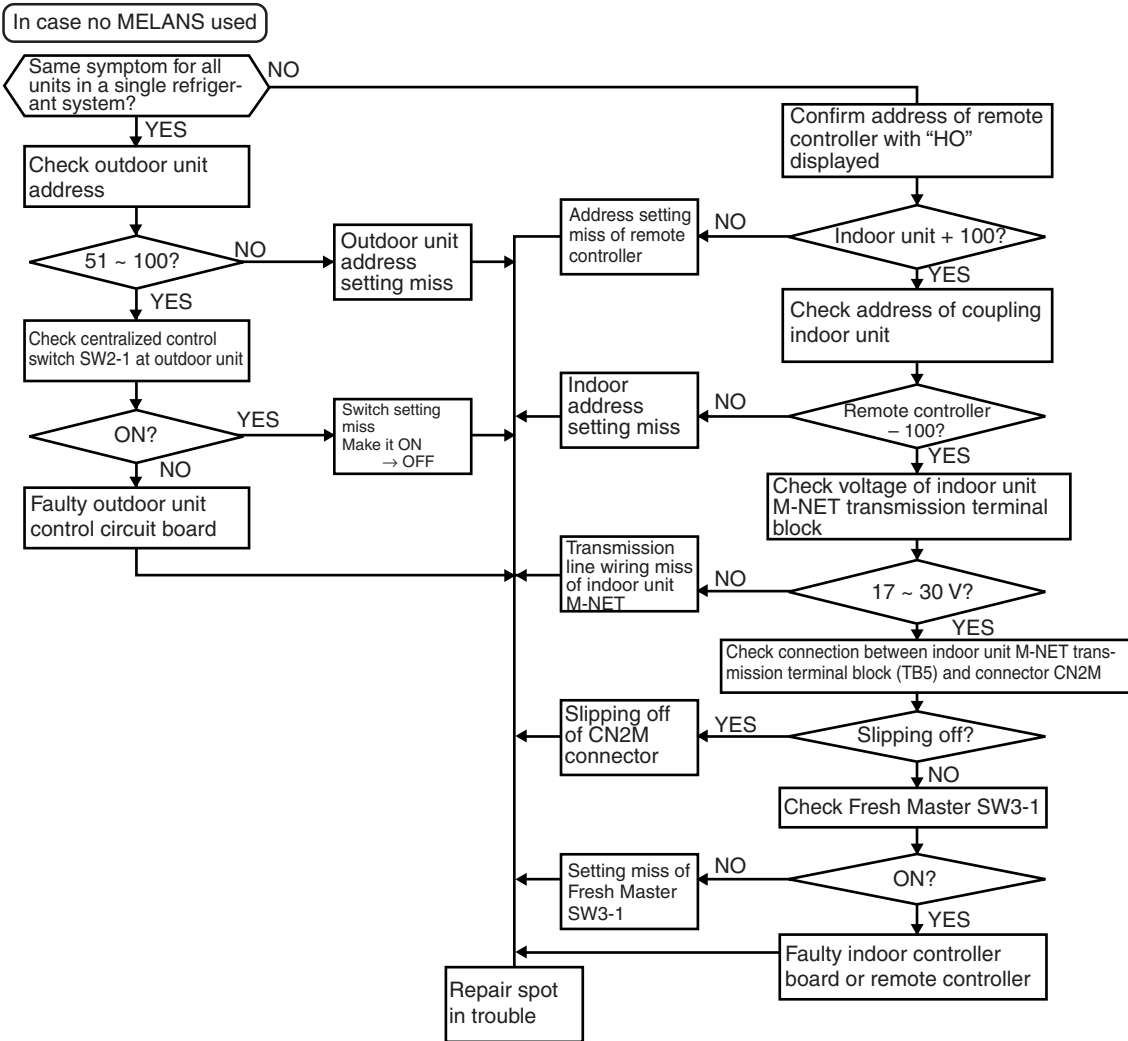 In case no MELANS used
Same symptom for all
units in a single refriger-
ant system?
NO
YES
Check outdoor unit
address
51 ~ 100?
NO
Outdoor unit
address
setting miss
YES
Check centralized control
switch SW2-1 at outdoor unit
ON?
YES
Switch setting
miss
Make it ON
→ OFF
NO
Faulty outdoor unit
control circuit board
Confirm address of remote
controller with “HO”
displayed
Indoor unit + 100?
NO
Address setting
miss of remote
controller
YES
Check address of coupling
indoor unit
Remote controller
– 100?
NO
Indoor
address
setting miss
YES
Check voltage of indoor unit
M-NET transmission terminal
block
17 ~ 30 V?
NO
Transmission
line wiring miss
of indoor unit
M-NET
YES
Check connection between indoor unit M-NET trans-
mission terminal block (TB5) and connector CN2M
Slipping off?
YES
Slipping off
of CN2M
connector
NO
Check Fresh Master SW3-1
ON?
NO
Setting miss of
Fresh Master
SW3-1
YES
Faulty indoor controller
board or remote controller
Repair spot
in trouble